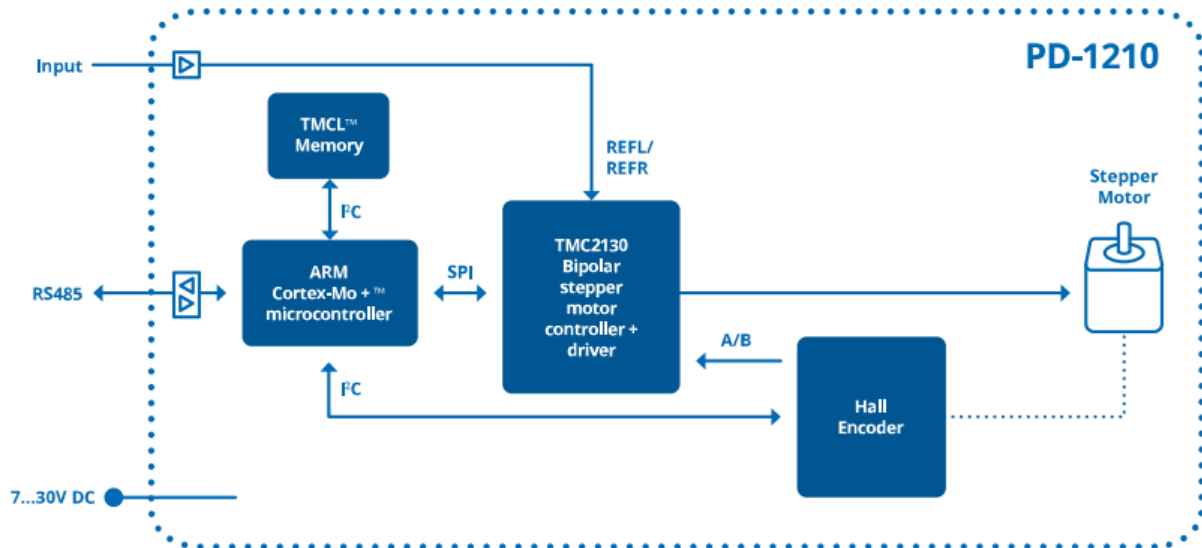 PD-1210
Input
TMCL™
Memory
REFL/
REFR
Stepper
Motor
I²C
TMC2130
Bipolar
stepper
motor
controller +
driver
ARM
Cortex-Mo + ™
microcontroller
SPI
RS485
A/B
I²C
Hall
Encoder
7...30V DC